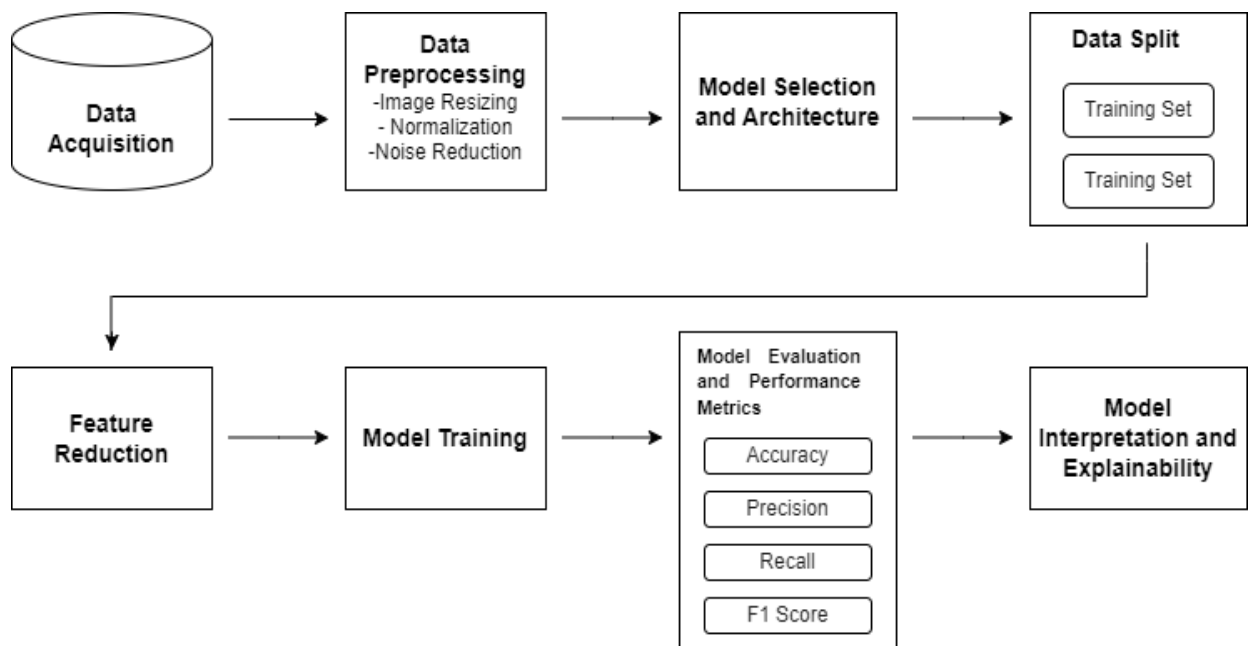 Data
Acquisition
Data
Preprocessing
-Image Resizing
- Normalization
-Noise Reduction
Model Selection
and Architecture
Data Split
Training Set
Training Set
Feature
Reduction
Model Training
Model Evaluation
and Performance
Metrics
Accuracy
Precision
Recall
F1 Score
Model
Interpretation and
Explainability